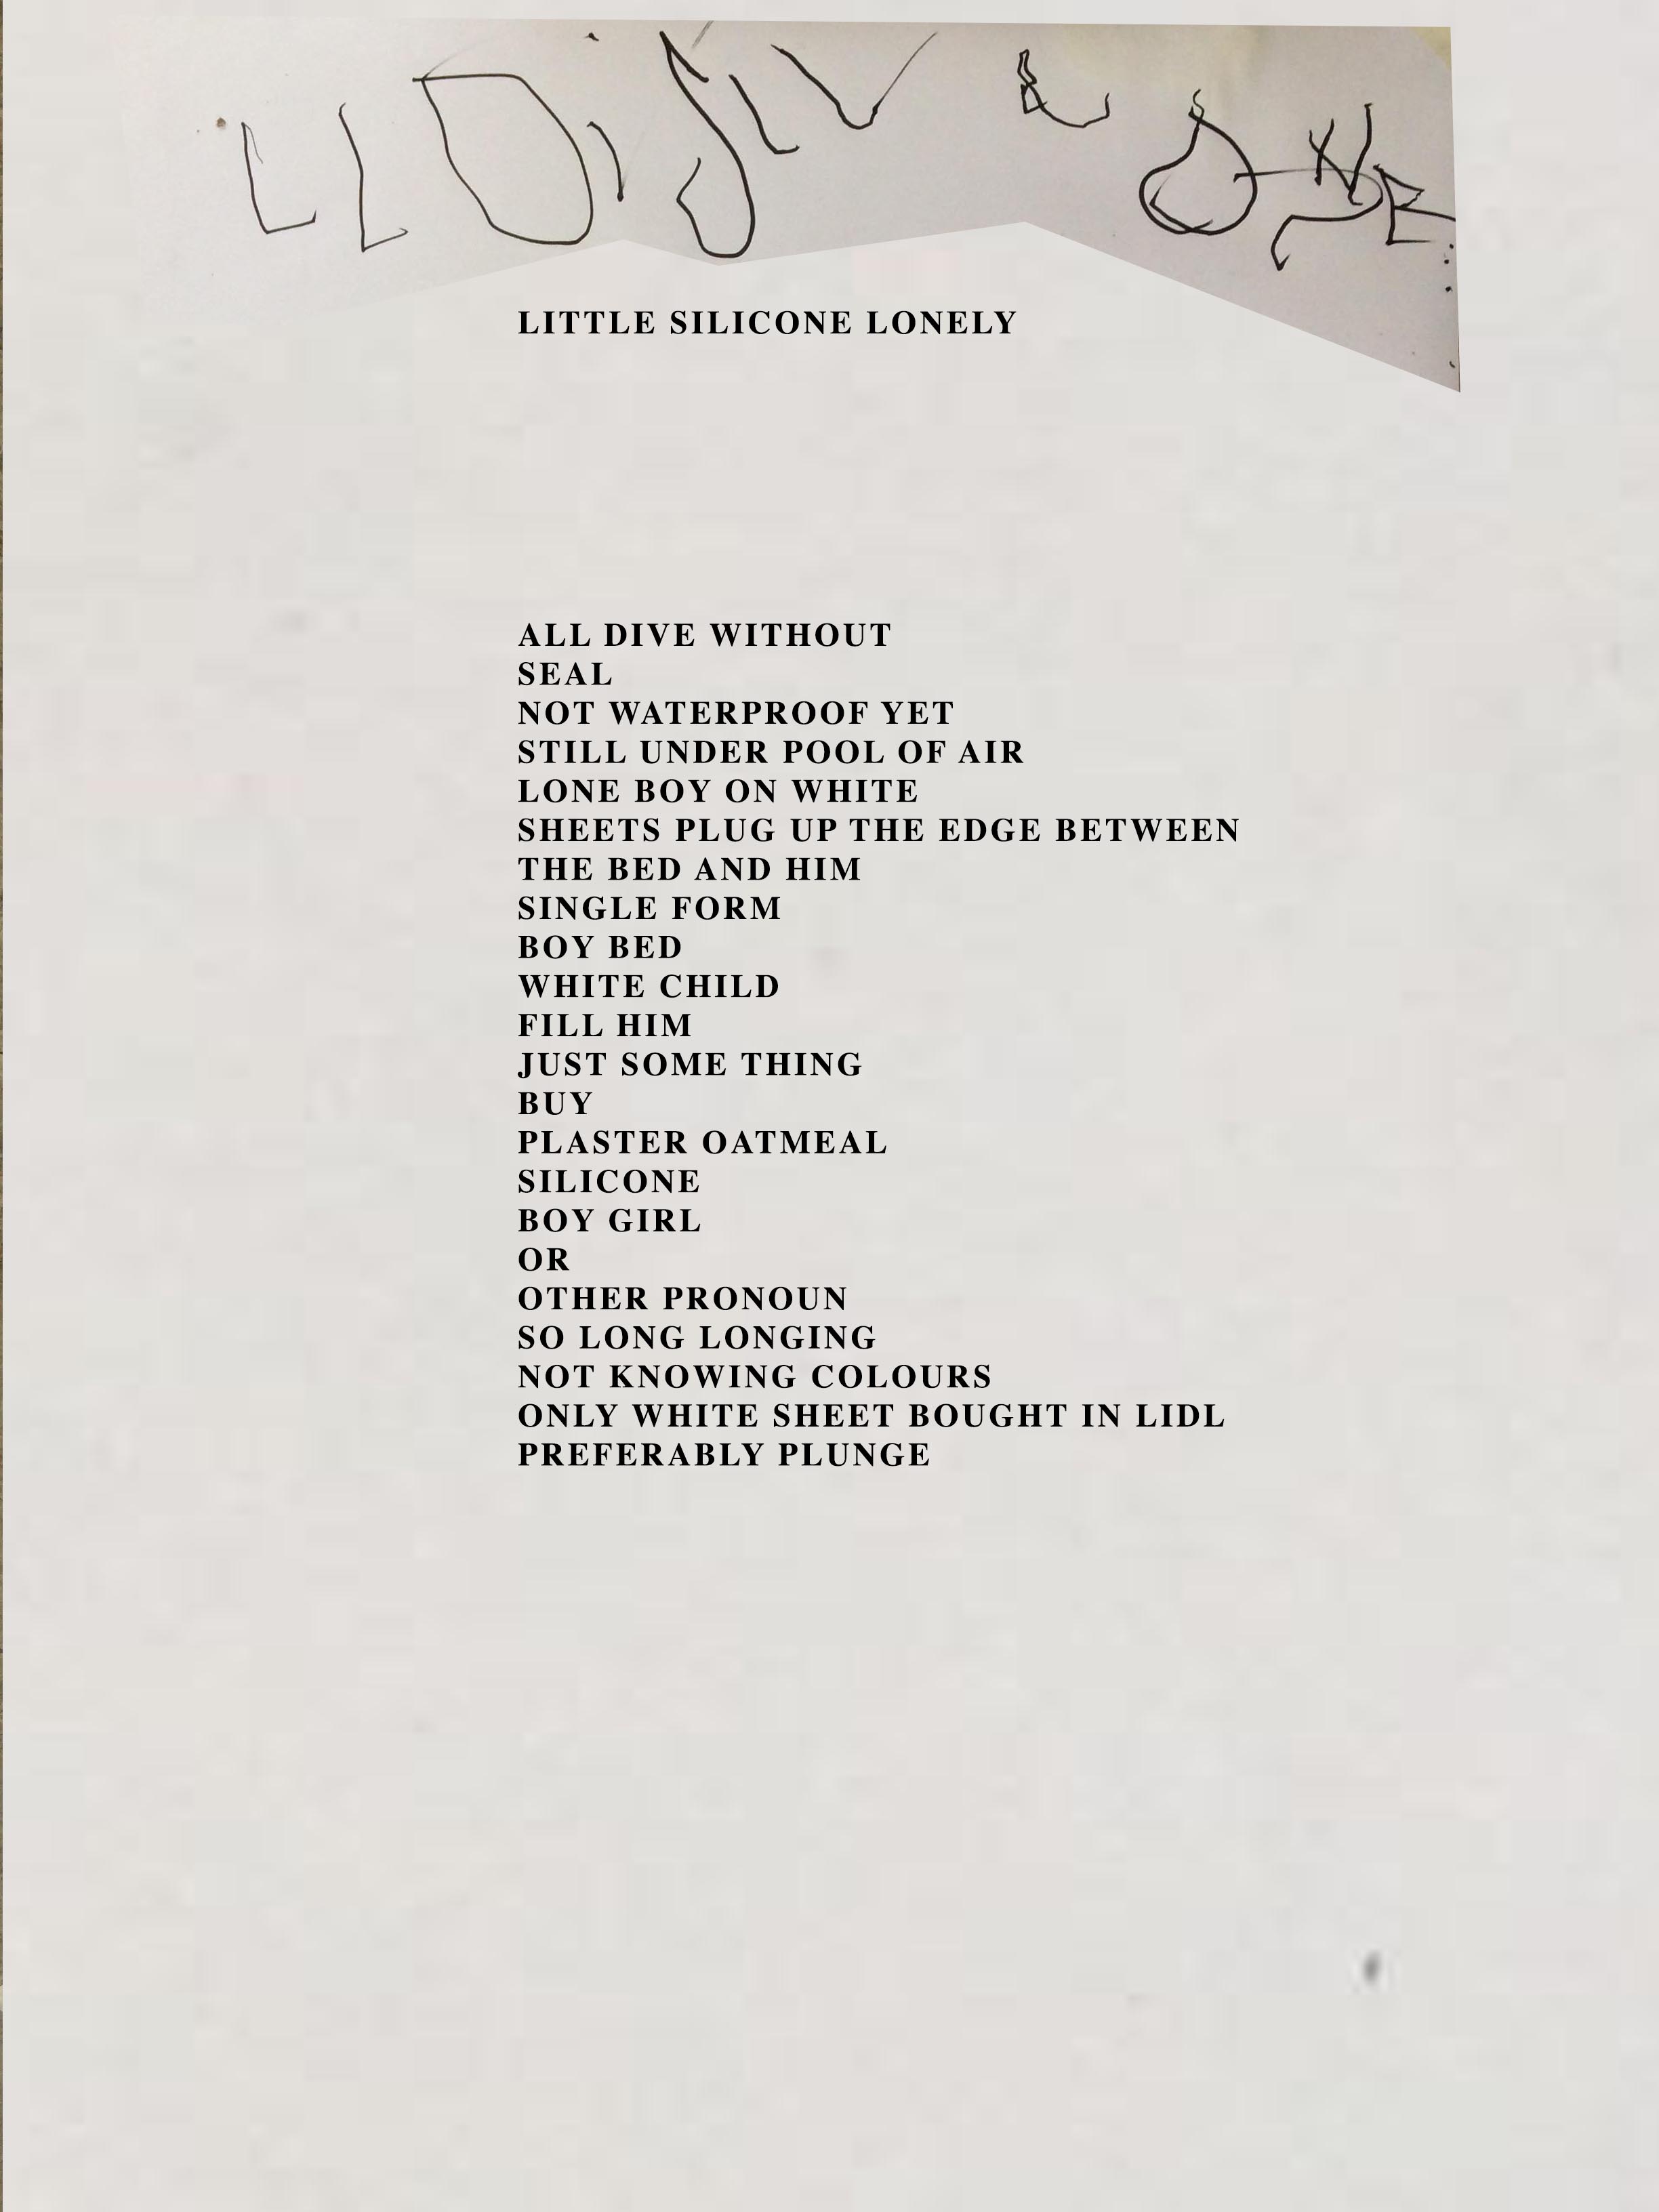 LITTLE SILICONE LONELY
ALL DIVE WITHOUT
SEAL
NOT WATERPROOF YET
STILL UNDER POOL OF AIR
LONE BOY ON WHITE
SHEETS PLUG UP THE EDGE BETWEEN
THE BED AND HIM
SINGLE FORM
BOY BED
WHITE CHILD
FILL HIM
JUST SOME THING
BUY
PLASTER OATMEAL
SILICONE
BOY GIRL
OR
OTHER PRONOUN
SO LONG LONGING
NOT KNOWING COLOURS
ONLY WHITE SHEET BOUGHT IN LIDL
PREFERABLY PLUNGE